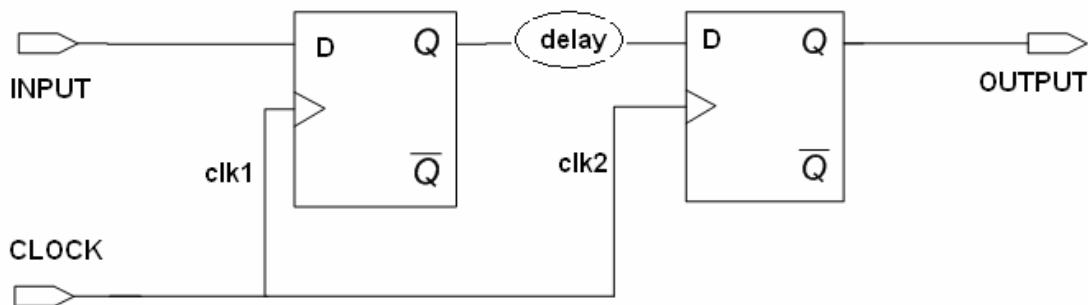 D Q delay D Q
INPUT OUTPUT
clk1 Q̅ clk2 Q̅
CLOCK